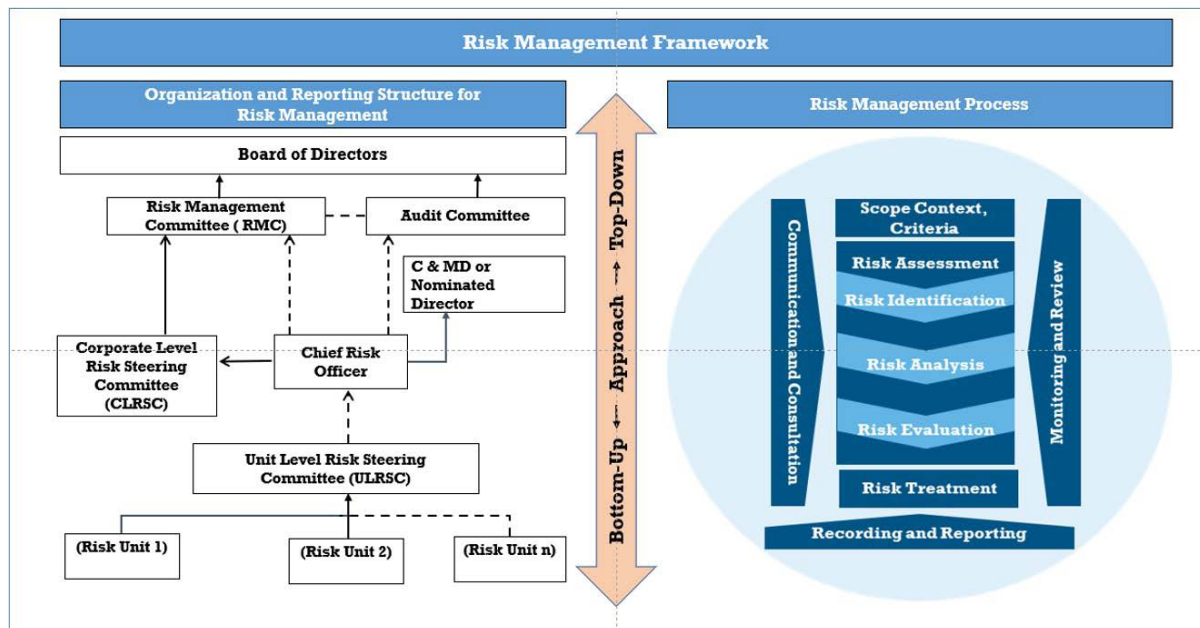 Risk Management Framework
Organization and Reporting Structure for
Risk Management
Board of Directors
Risk Management
Committee ( RMC)
Audit Committee
C & MD or
Nominated
Director
Corporate Level
Risk Steering
Committee
(CLRSC)
Chief Risk
Officer
Unit Level Risk Steering
Committee (ULRSC)
(Risk Unit 1)
(Risk Unit 2)
(Risk Unit n)
Bottom-Up Approach Top-Down
Risk Management Process
Communication and Consultation
Scope Context,
Criteria
Risk Assessment
Risk Identification
Risk Analysis
Risk Evaluation
Risk Treatment
Monitoring and Review
Recording and Reporting